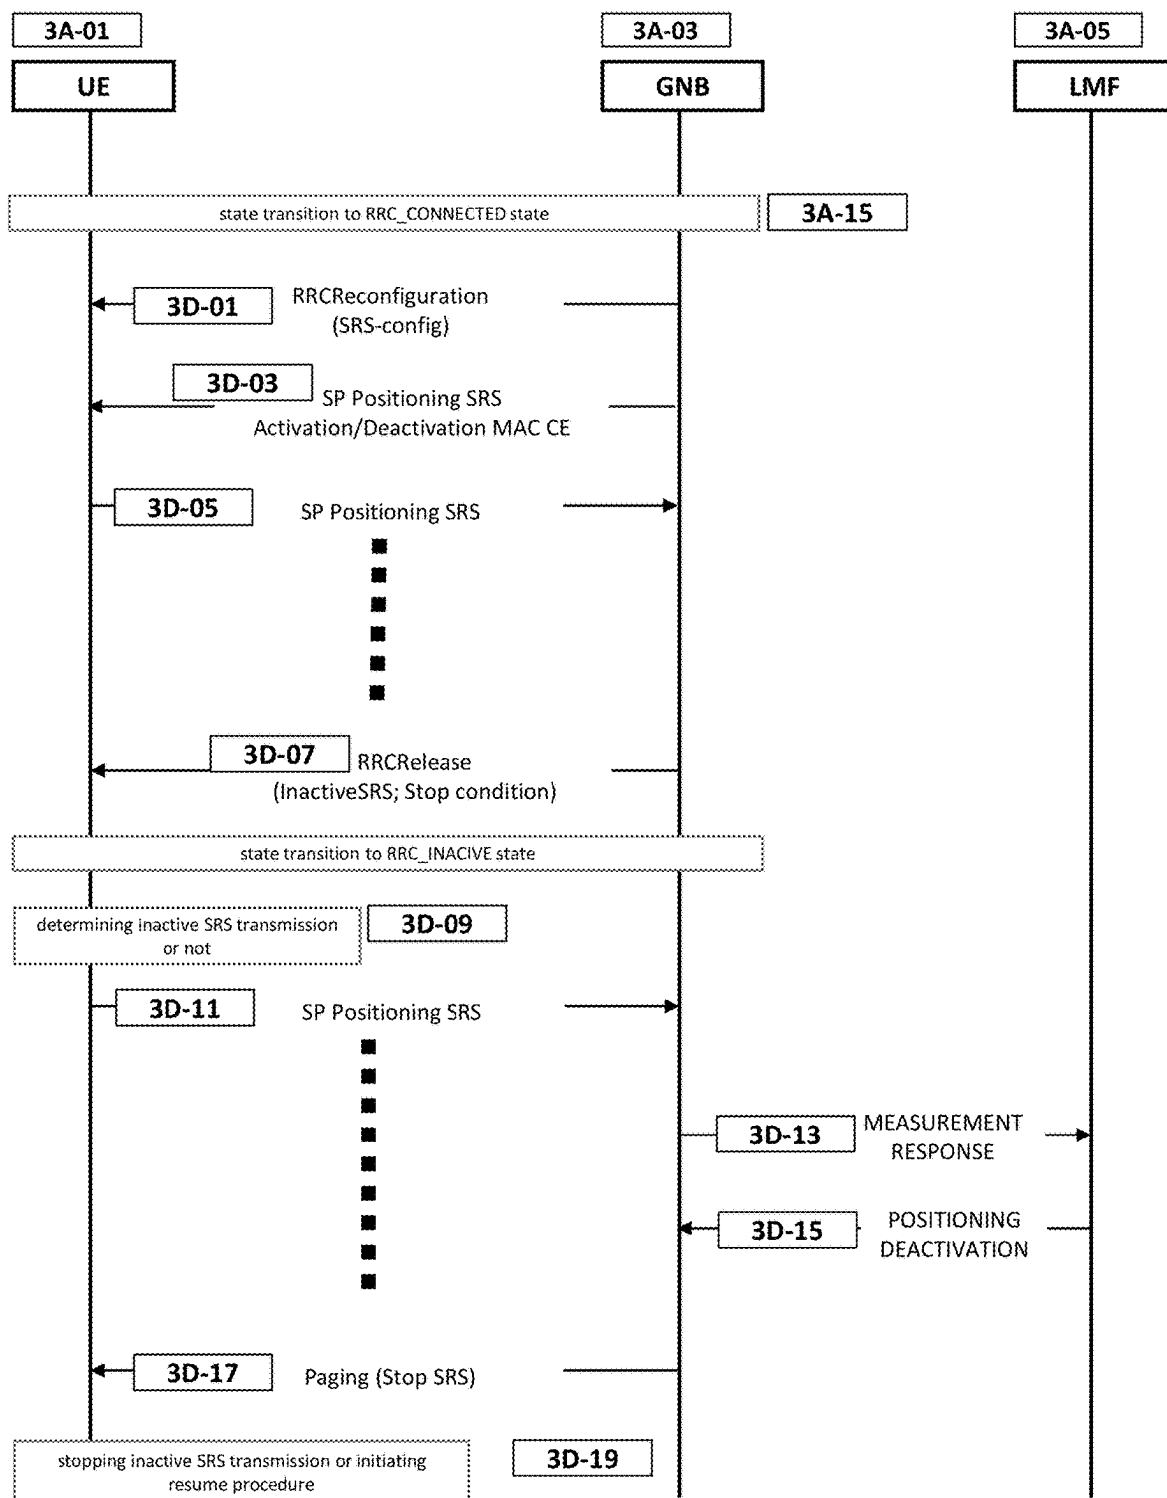 3A-01
3A-03
3A-05
UE
GNB
LMF
state transition to RRC_CONNECTED state
3A-15
3D-01
RRCReconfiguration
(SRS-config)
3D-03
SP Positioning SRS
Activation/Deactivation MAC CE
3D-05
SP Positioning SRS
3D-07
RRCRelease
(InactiveSRS; Stop condition)
state transition to RRC_INACIVE state
determining inactive SRS transmission
or not
3D-09
3D-11
SP Positioning SRS
3D-13
MEASUREMENT
RESPONSE
3D-15
POSITIONING
DEACTIVATION
3D-17
Paging (Stop SRS)
stopping inactive SRS transmission or initiating
resume procedure
3D-19